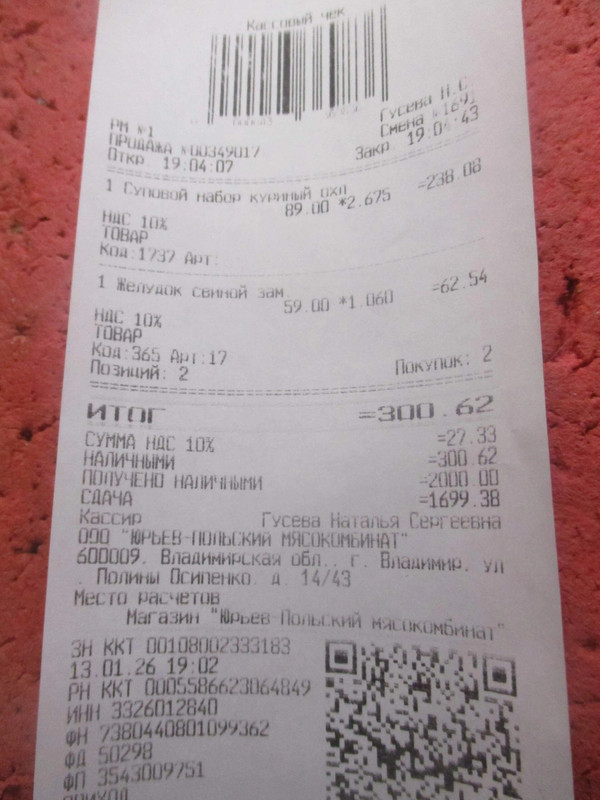 Кассовый чек
РМ №1
Гусева Н.С
ПРОДАЖА №00349017
Смена №1691
Откр. 19:04:07
Закр. 19:04:43
1 Суповой набор куриный охл
89.00 *2.675 =238.08
НДС 10%
ТОВАР
Код:1737 Арт:
1 Желудок свиной зам
59.00 *1.060 =62.54
НДС 10%
ТОВАР
Код:365 Арт:17
Позиций: 2 Покупок: 2
ИТОГ =300.62
СУММА НДС 10% =27.33
НАЛИЧНЫМИ =300.62
ПОЛУЧЕНО НАЛИЧНЫМИ =2000.00
СДАЧА =1699.38
Кассир Гусева Наталья Сергеевна
ООО "ЮРЬЕВ-ПОЛЬСКИЙ МЯСОКОМБИНАТ"
600009, Владимирская обл., г. Владимир, ул
. Полины Осипенко, д. 14/43
Место расчетов
Магазин "Юрьев-Польский мясокомбинат"
ЗН ККТ 00108002333183
13.01.26 19:02
РН ККТ 0005586623064849
ИНН 3326012840
ФН 7380440801099362
ФД 50298
ФП 3543009751
ПРИХОД